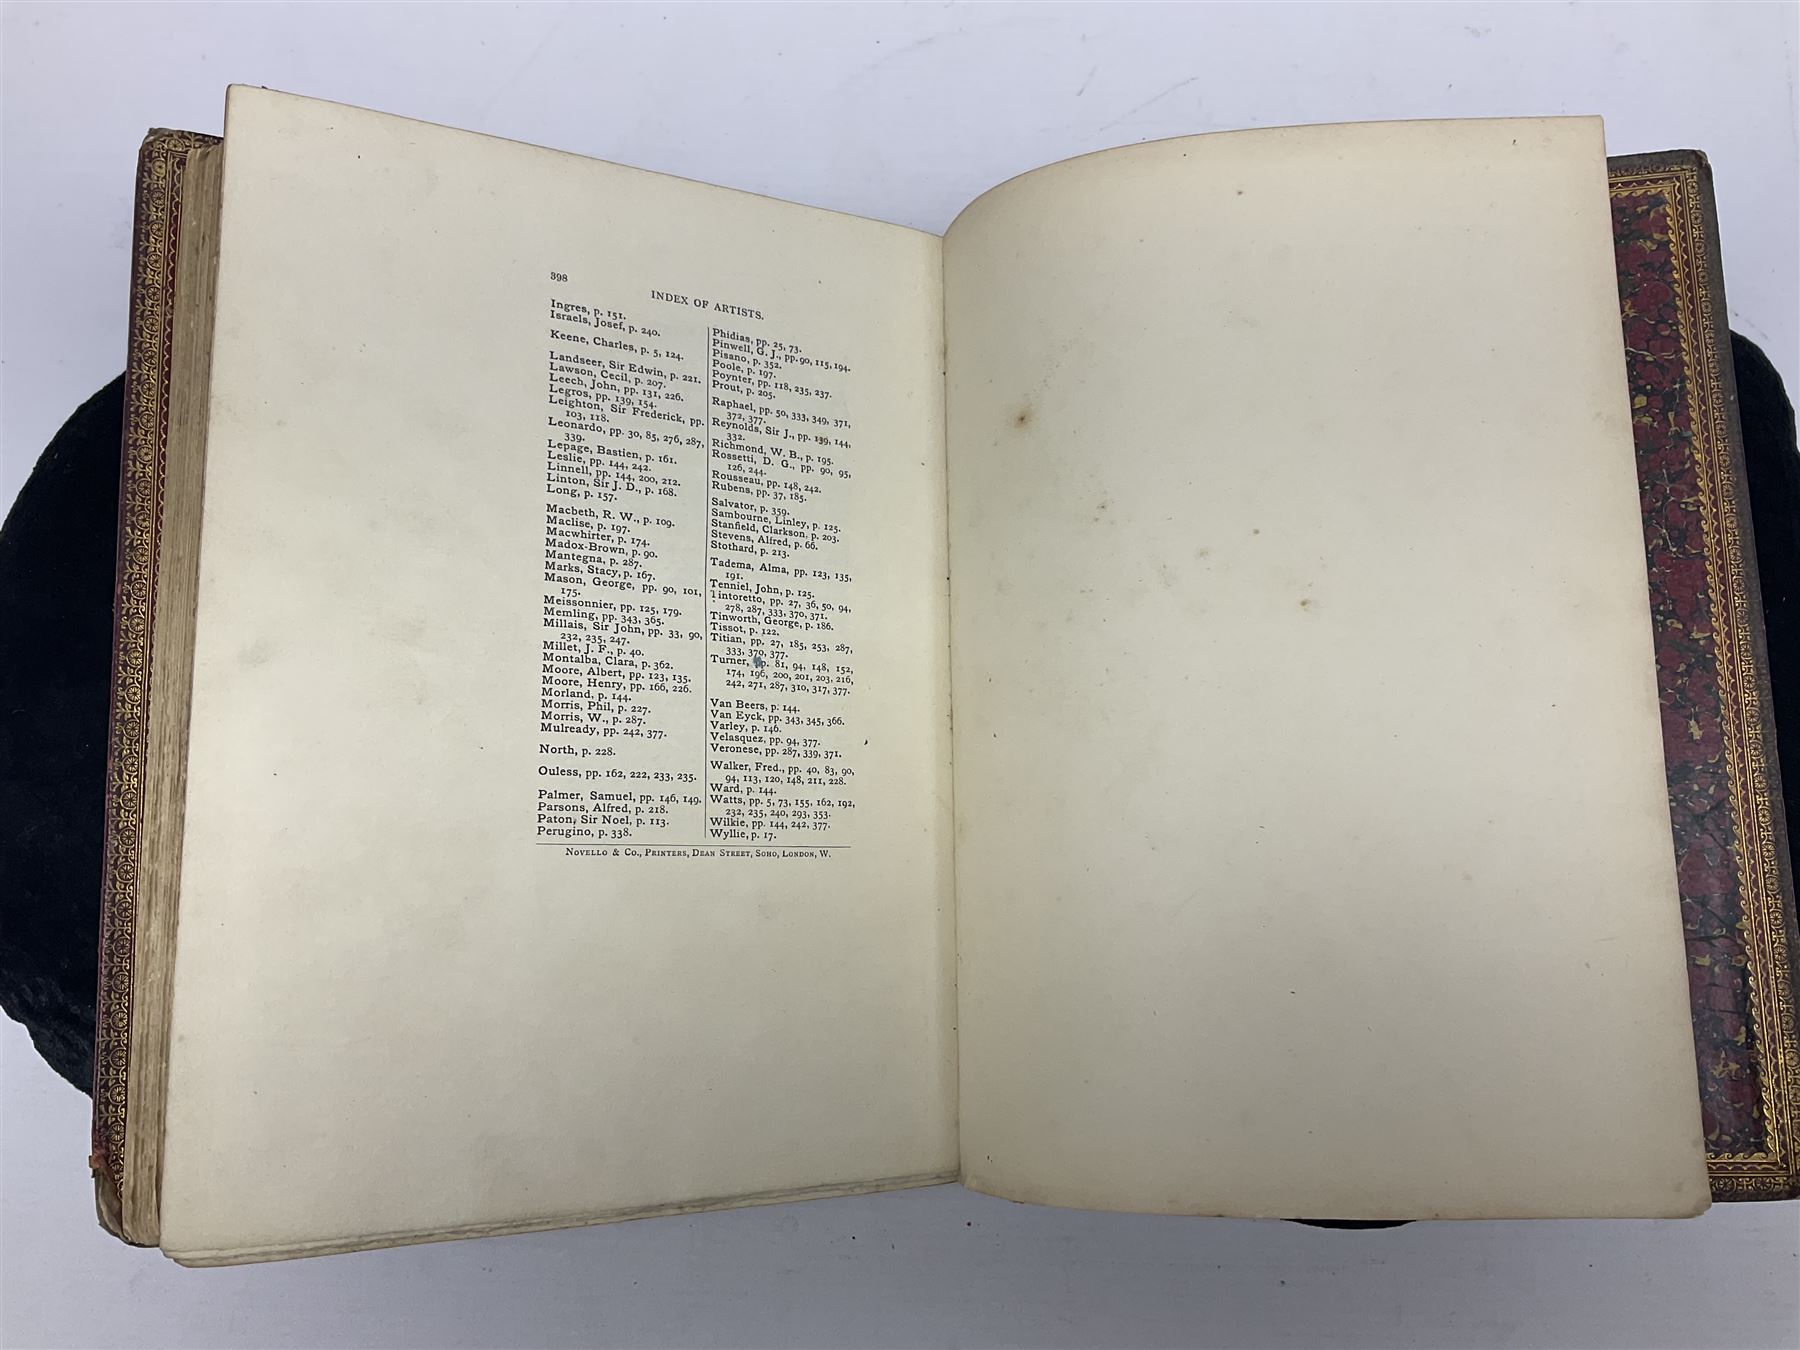 398
INDEX OF ARTISTS.
Ingres, p. 151.
Israels, Josef, p. 240.
Keene, Charles, p. 5, 124.
Landseer, Sir Edwin, p. 221.
Lawson, Cecil, p. 207.
Leech, John, pp. 131, 226.
Legros, pp. 139, 154.
Leighton, Sir Frederick, pp.
103, 118.
Leonardo, pp. 30, 85, 276, 287,
339.
Lepage, Bastien, p. 161.
Leslie, pp. 144, 242.
Linnell, pp. 144, 200, 212.
Linton, Sir J. D., p. 168.
Long, p. 157.
Macbeth, R. W., p. 109.
Maclise, p. 197.
Macwhirter, p. 174.
Madox-Brown, p. 90.
Mantegna, p. 287.
Marks, Stacy, p. 167.
Mason, George, pp. 90, 101,
175.
Meissonnier, pp. 125, 179.
Memling, pp. 343, 365.
Millais, Sir John, pp. 33, 90,
232, 235, 247.
Millet, J. F., p. 40.
Montalba, Clara, p. 362.
Moore, Albert, pp. 123, 135.
Moore, Henry, pp. 166, 226.
Morland, p. 144.
Morris, Phil, p. 227.
Morris, W., p. 287.
Mulready, pp. 242, 377.
North, p. 228.
Ouless, pp. 162, 222, 233, 235.
Palmer, Samuel, pp. 146, 149.
Parsons, Alfred, p. 218.
Paton, Sir Noel, p. 113.
Perugino, p. 338.
Phidias, pp. 25, 73.
Pinwell, G. J., pp. 90, 115, 194.
Pisano, p. 352.
Poole, p. 197.
Poynter, pp. 118, 235, 237.
Prout, p. 205.
Raphael, pp. 50, 333, 349, 371,
372, 377.
Reynolds, Sir J., pp. 139, 144,
332.
Richmond, W. B., p. 195.
Rossetti, D. G., pp. 90, 95,
126, 244.
Rousseau, pp. 148, 242.
Rubens, pp. 37, 185.
Salvator, p. 359.
Sambourne, Linley, p. 125.
Stanfield, Clarkson, p. 203.
Stevens, Alfred, p. 66.
Stothard, p. 213.
Tadema, Alma, pp. 123, 135,
191.
Tenniel, John, p. 125.
Tintoretto, pp. 27, 36, 50, 94,
278, 287, 333, 370, 371.
Tinworth, George, p. 186.
Tissot, p. 122.
Titian, pp. 27, 185, 253, 287,
333, 370, 377.
Turner, pp. 81, 94, 148, 152,
174, 196, 200, 201, 203, 216,
242, 271, 287, 310, 317, 377.
Van Beers, p. 144.
Van Eyck, pp. 343, 345, 366.
Varley, p. 146.
Velasquez, pp. 94, 377.
Veronese, pp. 287, 339, 371.
Walker, Fred., pp. 40, 83, 90,
94, 113, 120, 148, 211, 228.
Ward, p. 144.
Watts, pp. 5, 73, 155, 162, 192,
232, 235, 240, 293, 353.
Wilkie, pp. 144, 242, 377.
Wyllie, p. 17.
NOVELLO & CO., PRINTERS, DEAN STREET, SOHO, LONDON, W.